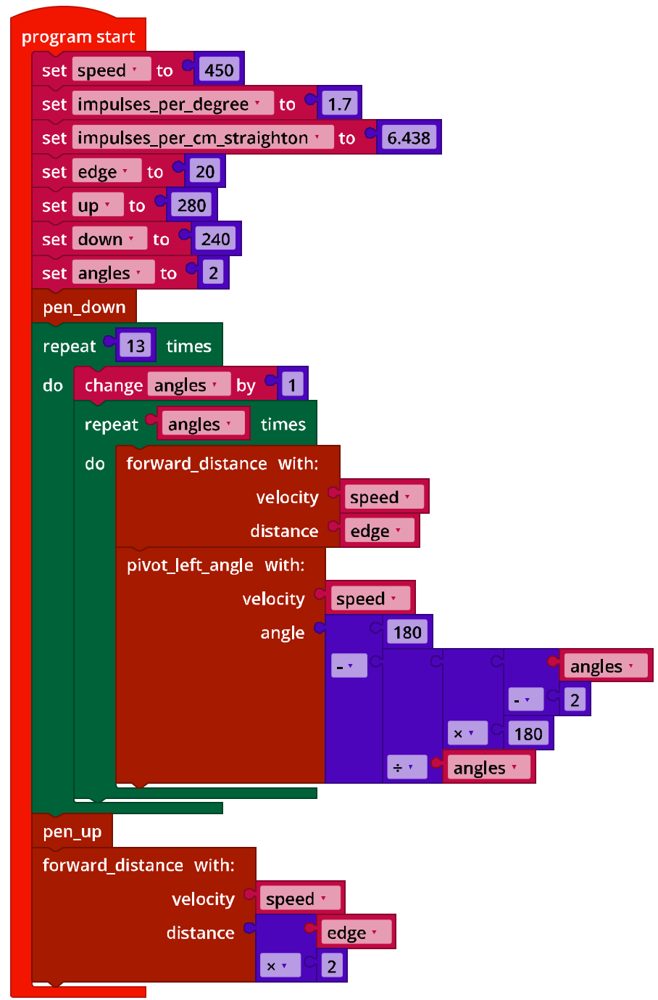 program start
set speed to 450
set impulses_per_degree to 1.7
set impulses_per_cm_straighton to 6.438
set edge to 20
set up to 280
set down to 240
set angles to 2
pen_down
repeat 13 times
do change angles by 1
repeat angles times
do forward_distance with:
velocity speed
distance edge
pivot_left_angle with:
velocity speed
angle 180
- angles
- 2
× 180
÷ angles
pen_up
forward_distance with:
velocity speed
distance edge
× 2